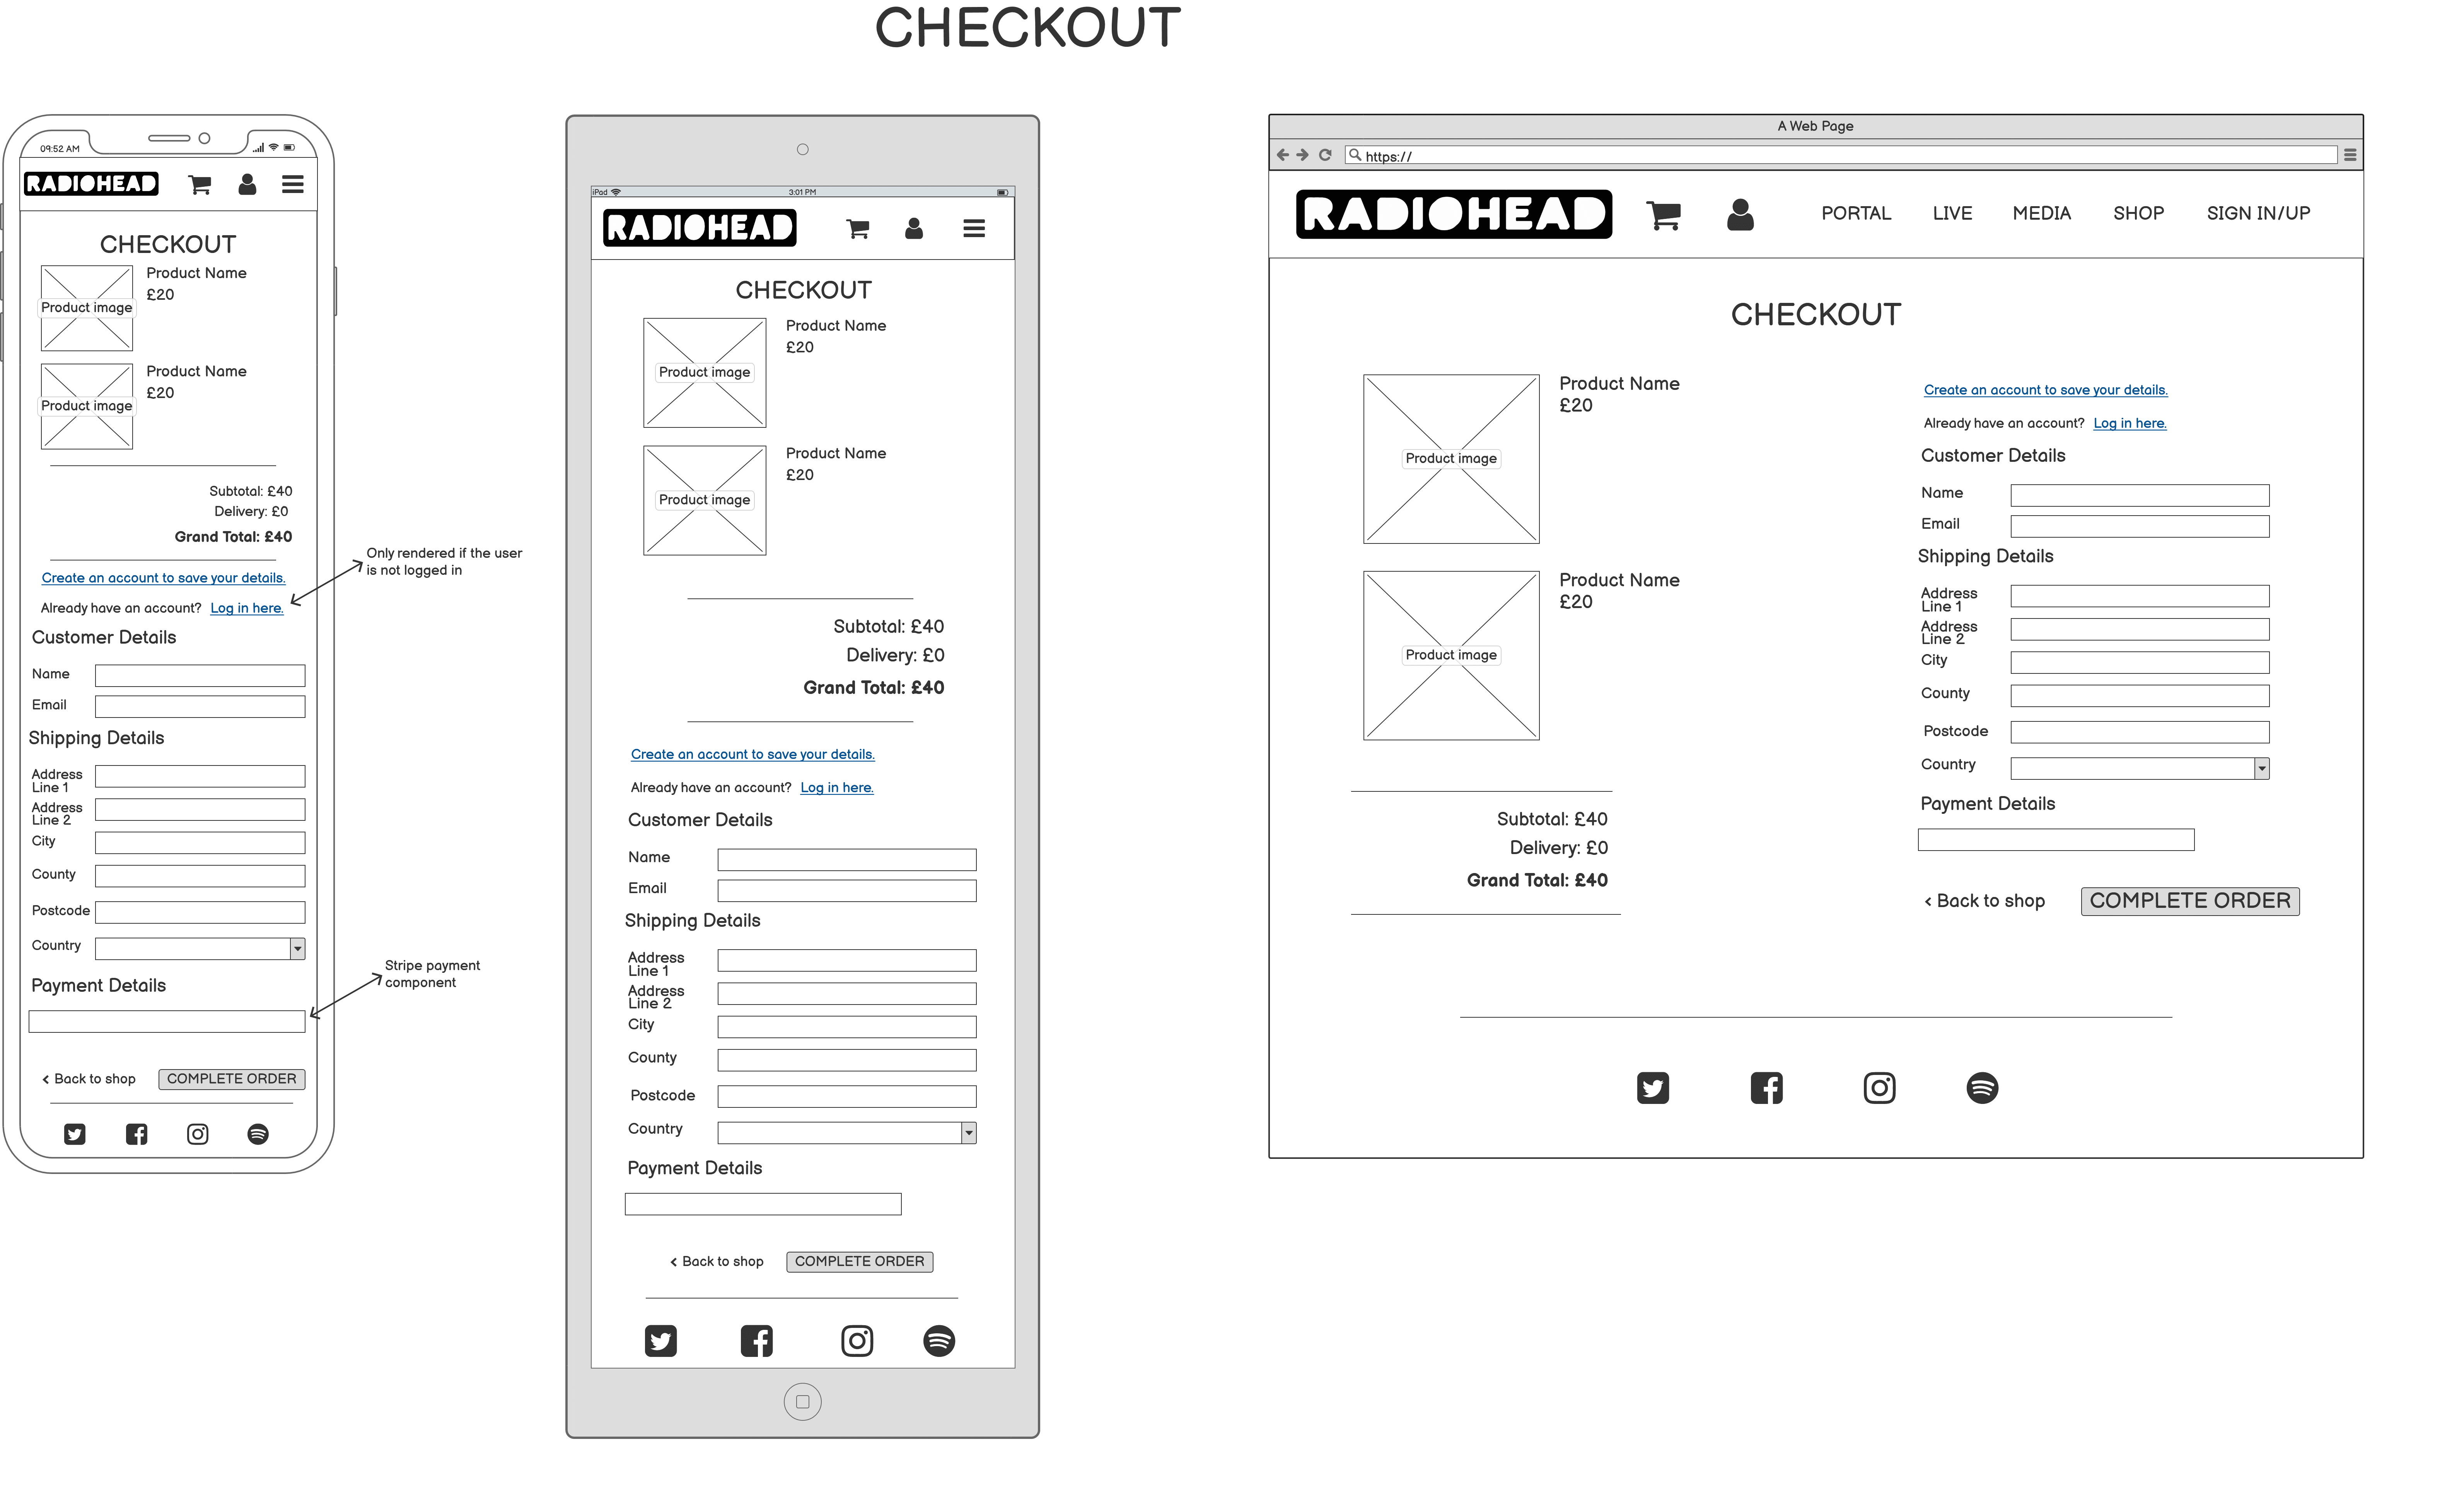 CHECKOUT
09:52 AM
RADIOHEAD
CHECKOUT
Product image
Product Name
£20
Product image
Product Name
£20
Subtotal: £40
Delivery: £0
Grand Total: £40
Create an account to save your details.
Already have an account? Log in here.
Customer Details
Name
Email
Shipping Details
Address
Line 1
Address
Line 2
City
County
Postcode
Country
Payment Details
Back to shop
COMPLETE ORDER
Only rendered if the user
is not logged in
Stripe payment
component
iPad
3:01 PM
RADIOHEAD
CHECKOUT
Product image
Product Name
£20
Product image
Product Name
£20
Subtotal: £40
Delivery: £0
Grand Total: £40
Create an account to save your details.
Already have an account? Log in here.
Customer Details
Name
Email
Shipping Details
Address
Line 1
Address
Line 2
City
County
Postcode
Country
Payment Details
Back to shop
COMPLETE ORDER
A Web Page
https://
RADIOHEAD
PORTAL
LIVE
MEDIA
SHOP
SIGN IN/UP
CHECKOUT
Product image
Product Name
£20
Product image
Product Name
£20
Subtotal: £40
Delivery: £0
Grand Total: £40
Create an account to save your details.
Already have an account? Log in here.
Customer Details
Name
Email
Shipping Details
Address
Line 1
Address
Line 2
City
County
Postcode
Country
Payment Details
Back to shop
COMPLETE ORDER